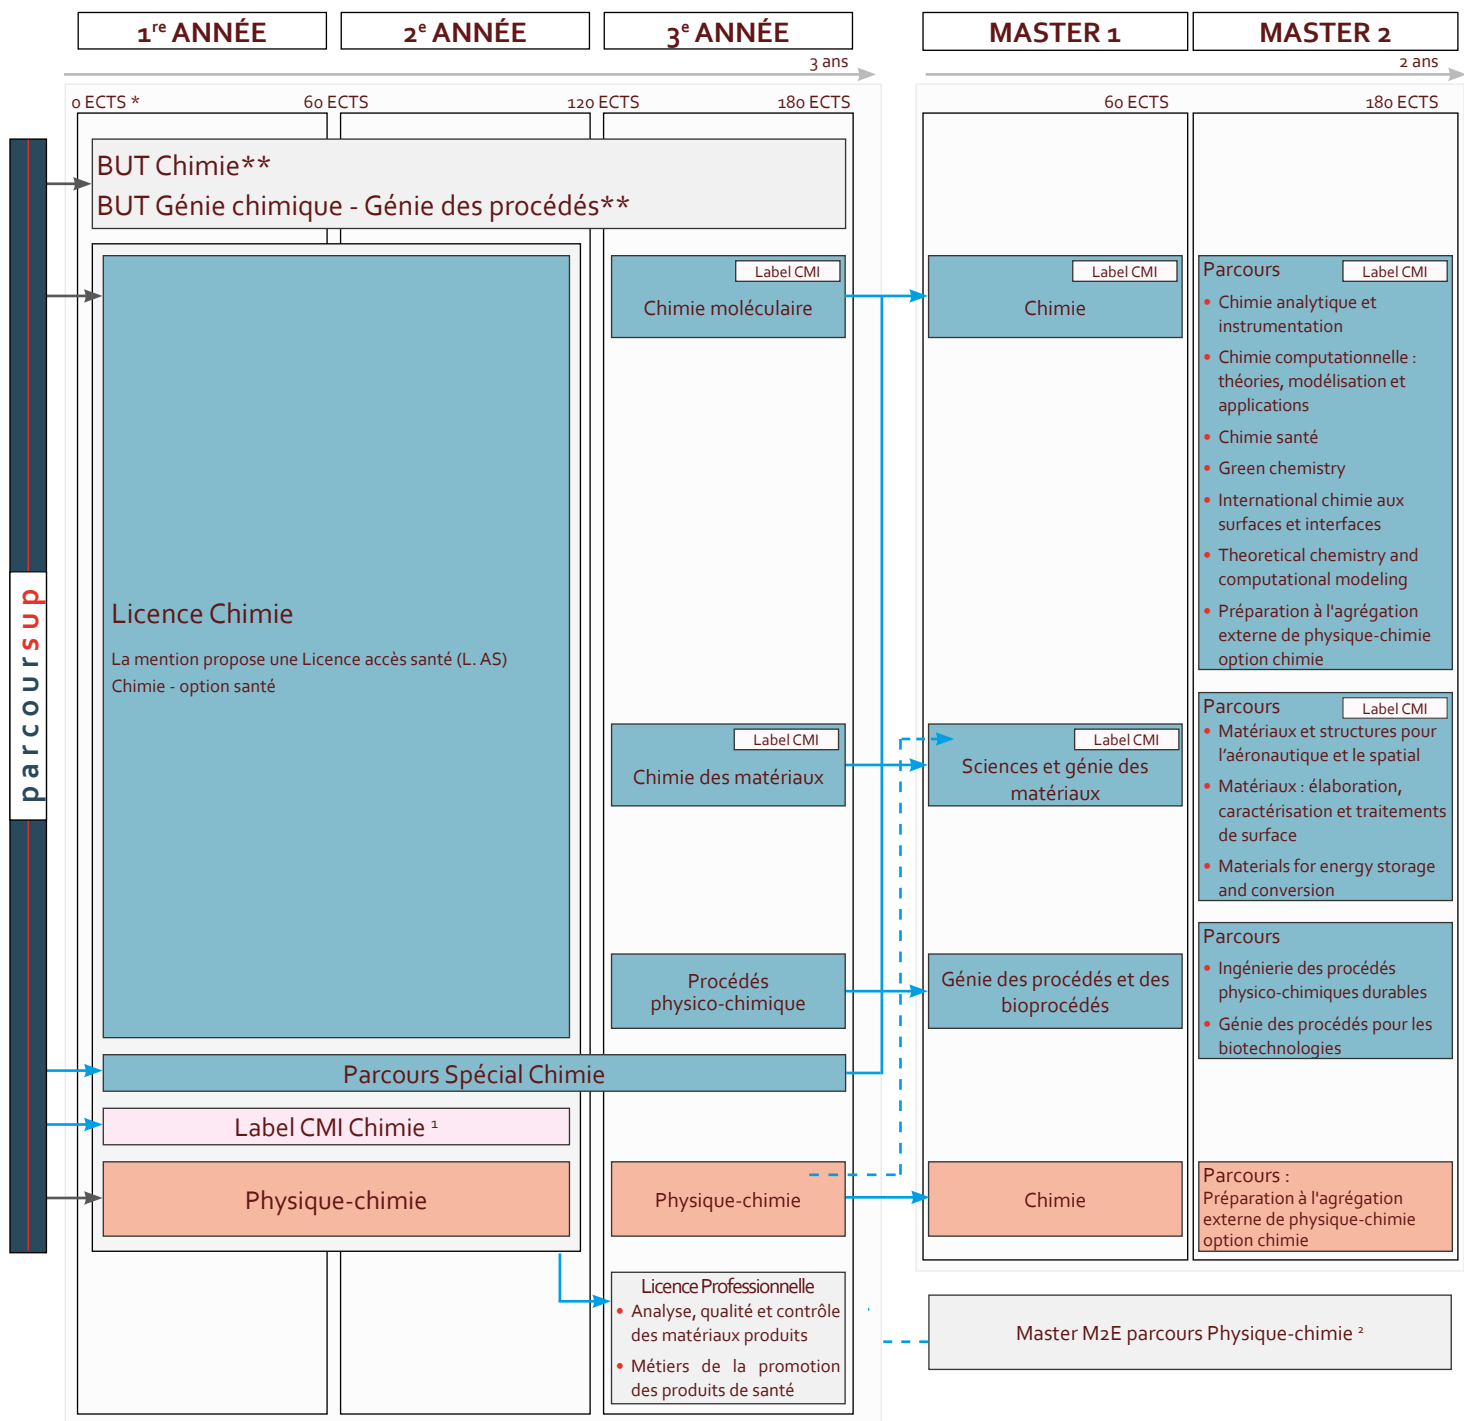 1re ANNÉE
2e ANNÉE
3e ANNÉE
MASTER 1
MASTER 2
3 ans
2 ans
0 ECTS *
60 ECTS
120 ECTS
180 ECTS
60 ECTS
180 ECTS
parcoursup
BUT Chimie**
BUT Génie chimique - Génie des procédés**
Licence Chimie
La mention propose une Licence accès santé (L. AS)
Chimie - option santé
Label CMI
Chimie moléculaire
Label CMI
Chimie
Parcours
Label CMI
• Chimie analytique et
instrumentation
• Chimie computationnelle :
théories, modélisation et
applications
• Chimie santé
• Green chemistry
• International chimie aux
surfaces et interfaces
• Theoretical chemistry and
computational modeling
• Préparation à l'agrégation
externe de physique-chimie
option chimie
Label CMI
Chimie des matériaux
Label CMI
Sciences et génie des
matériaux
Parcours
Label CMI
• Matériaux et structures pour
l’aéronautique et le spatial
• Matériaux : élaboration,
caractérisation et traitements
de surface
• Materials for energy storage
and conversion
Procédés
physico-chimique
Génie des procédés et des
bioprocédés
Parcours
• Ingénierie des procédés
physico-chimiques durables
• Génie des procédés pour les
biotechnologies
Parcours Spécial Chimie
Label CMI Chimie 1
Physique-chimie
Physique-chimie
Chimie
Parcours :
Préparation à l'agrégation
externe de physique-chimie
option chimie
Licence Professionnelle
• Analyse, qualité et contrôle
des matériaux produits
• Métiers de la promotion
des produits de santé
Master M2E parcours Physique-chimie 2